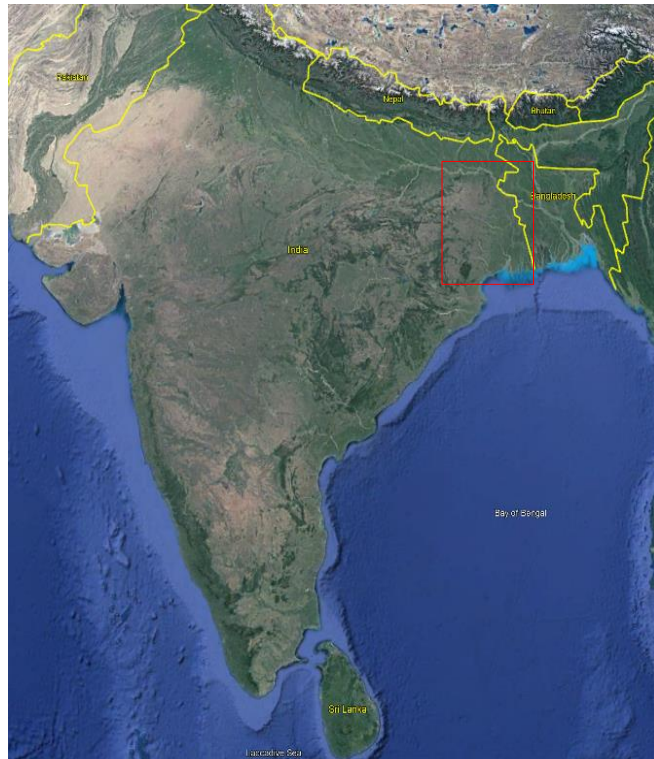 Pakistan
Nepal
Bhutan
Bangladesh
India
Bay of Bengal
Sri Lanka
Laccadive Sea